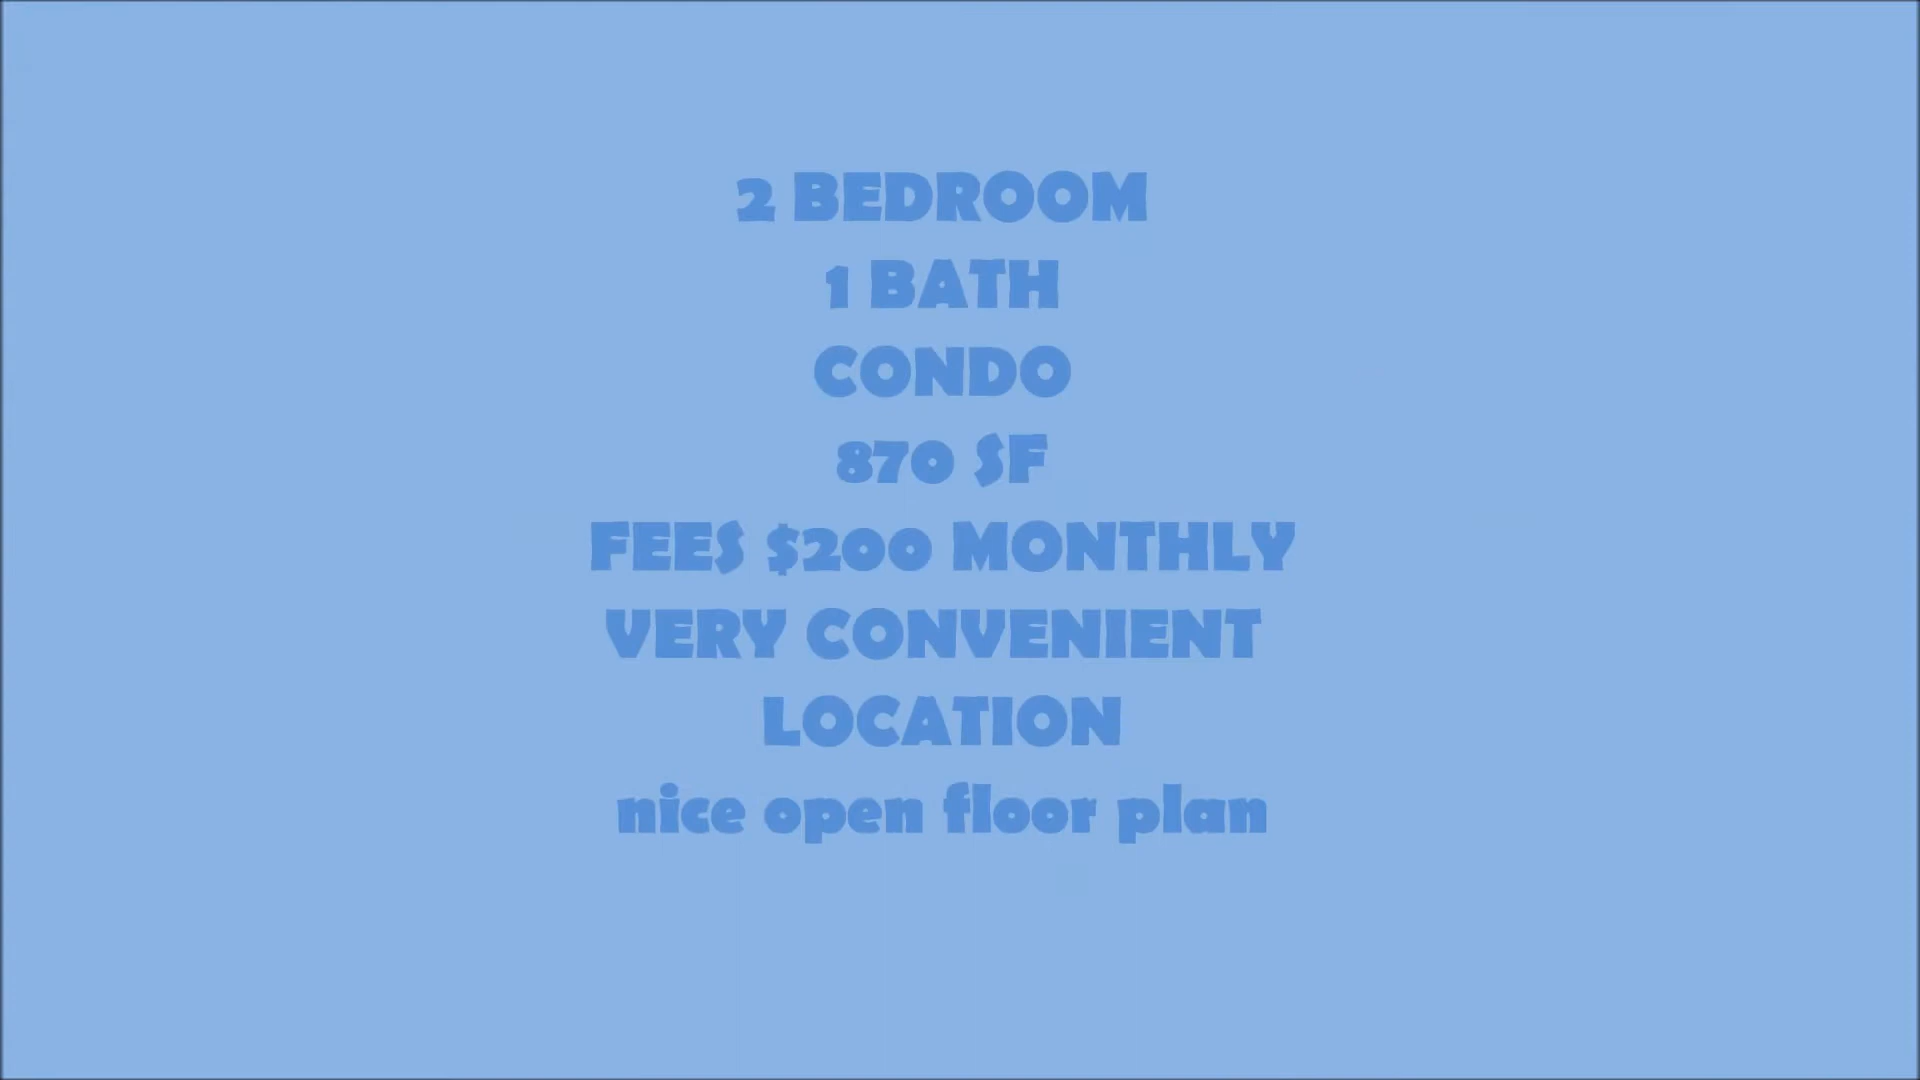 2 BEDROOM
1 BATH
CONDO
870 SF
FEES $200 MONTHLY
VERY CONVENIENT
LOCATION
nice open floor plan